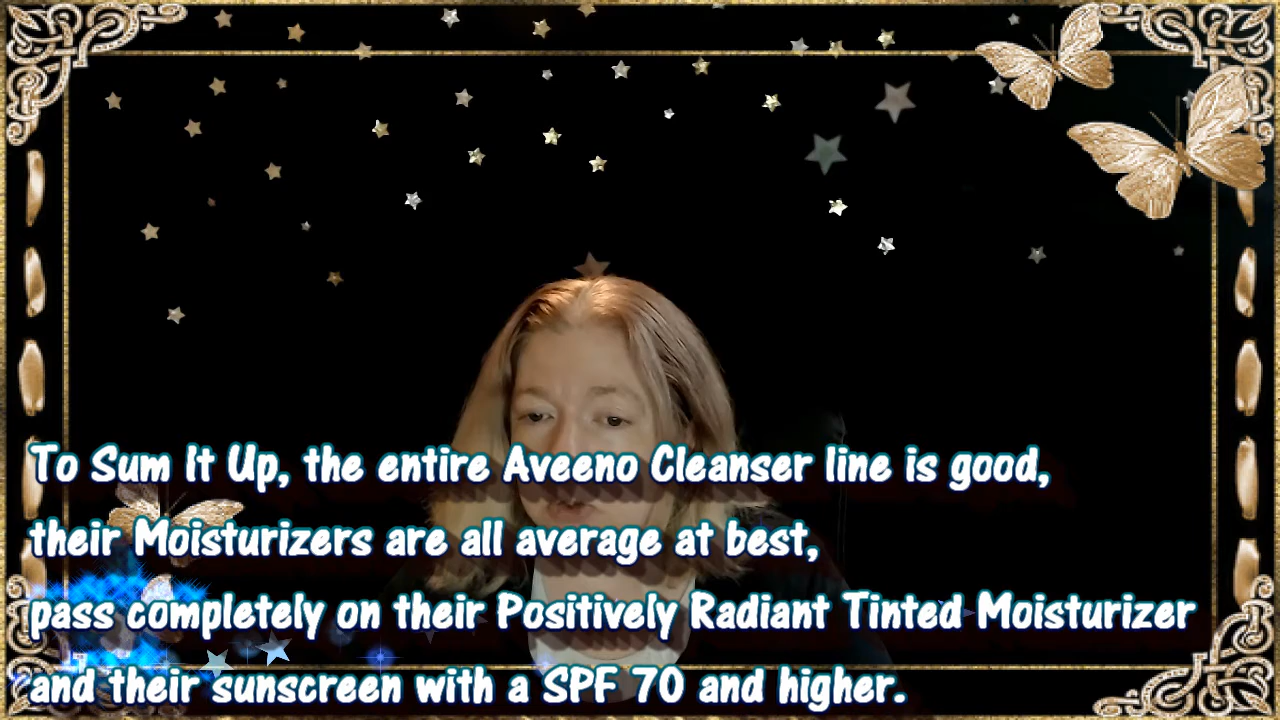 To Sum It Up, the entire Aveeno Cleanser line is good,
their Moisturizers are all average at best,
pass completely on their Positively Radiant Tinted Moisturizer
and their sunscreen with a SPF 70 and higher.